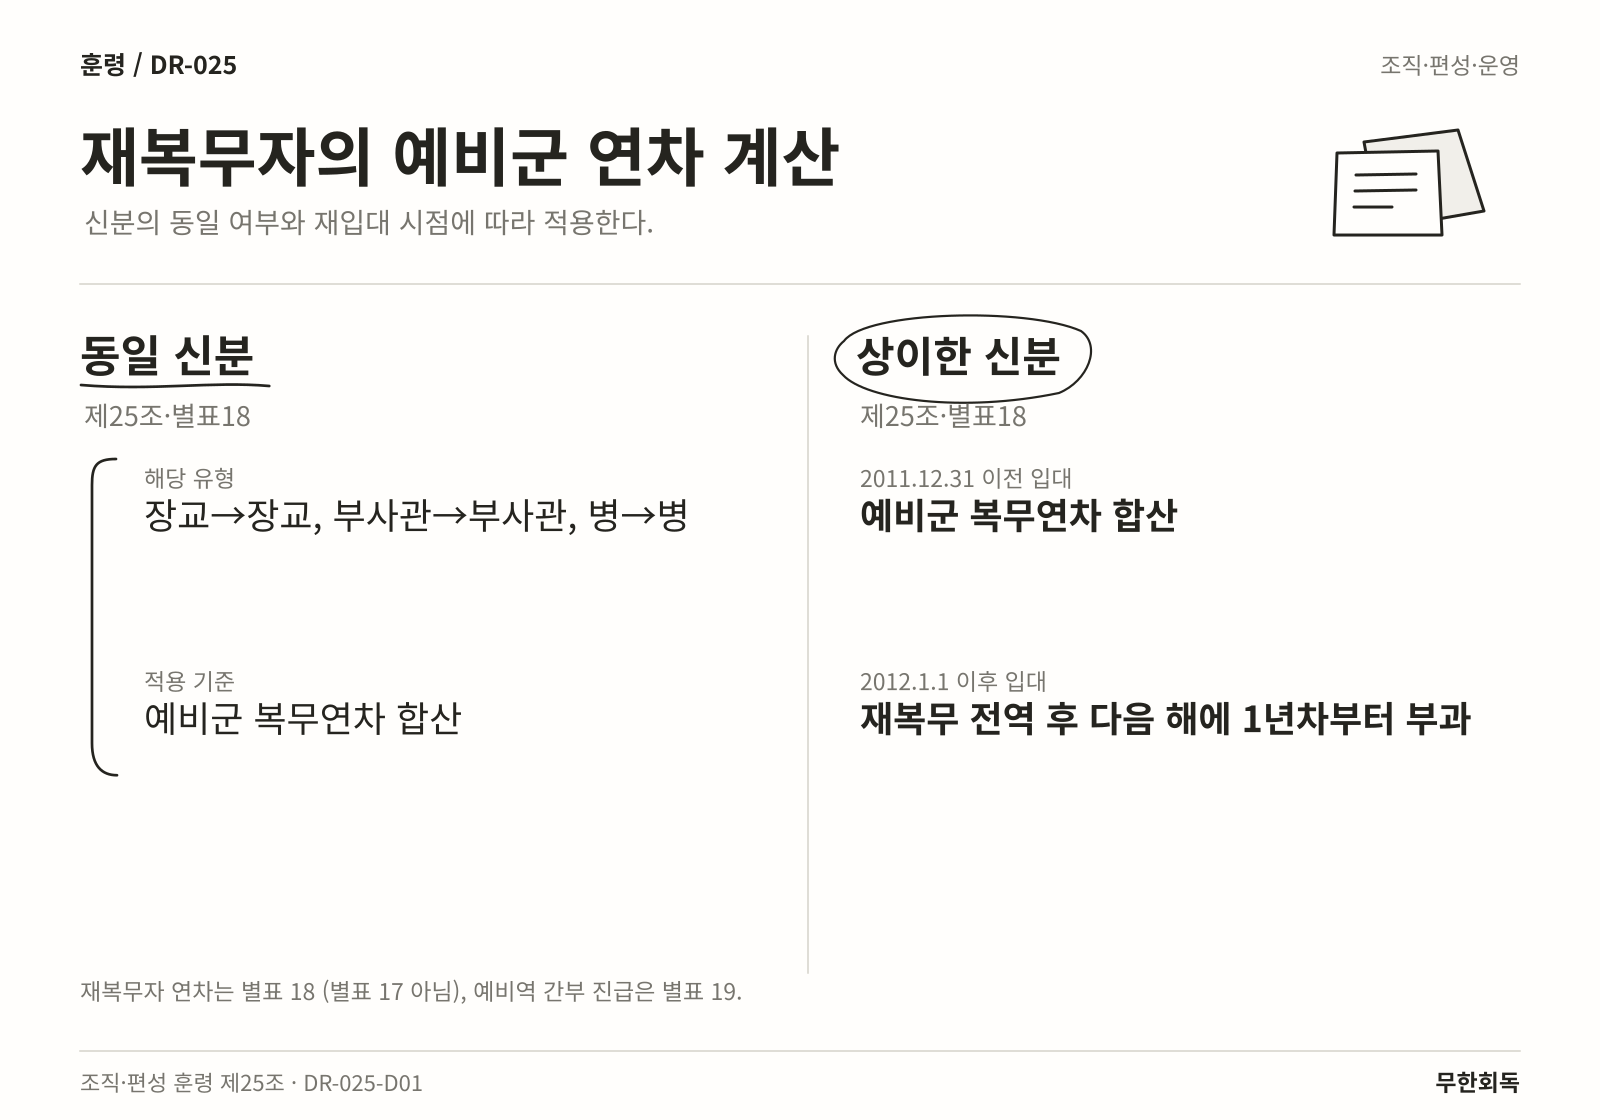 훈령 / DR-025
조직·편성·운영
재복무자의 예비군 연차 계산
신분의 동일 여부와 재입대 시점에 따라 적용한다.
동일 신분
제25조·별표18
해당 유형
장교→장교, 부사관→부사관, 병→병
적용 기준
예비군 복무연차 합산
상이한 신분
제25조·별표18
2011.12.31 이전 입대
예비군 복무연차 합산
2012.1.1 이후 입대
재복무 전역 후 다음 해에 1년차부터 부과
재복무자 연차는 별표 18 (별표 17 아님), 예비역 간부 진급은 별표 19.
조직·편성 훈령 제25조 · DR-025-D01
무한회독